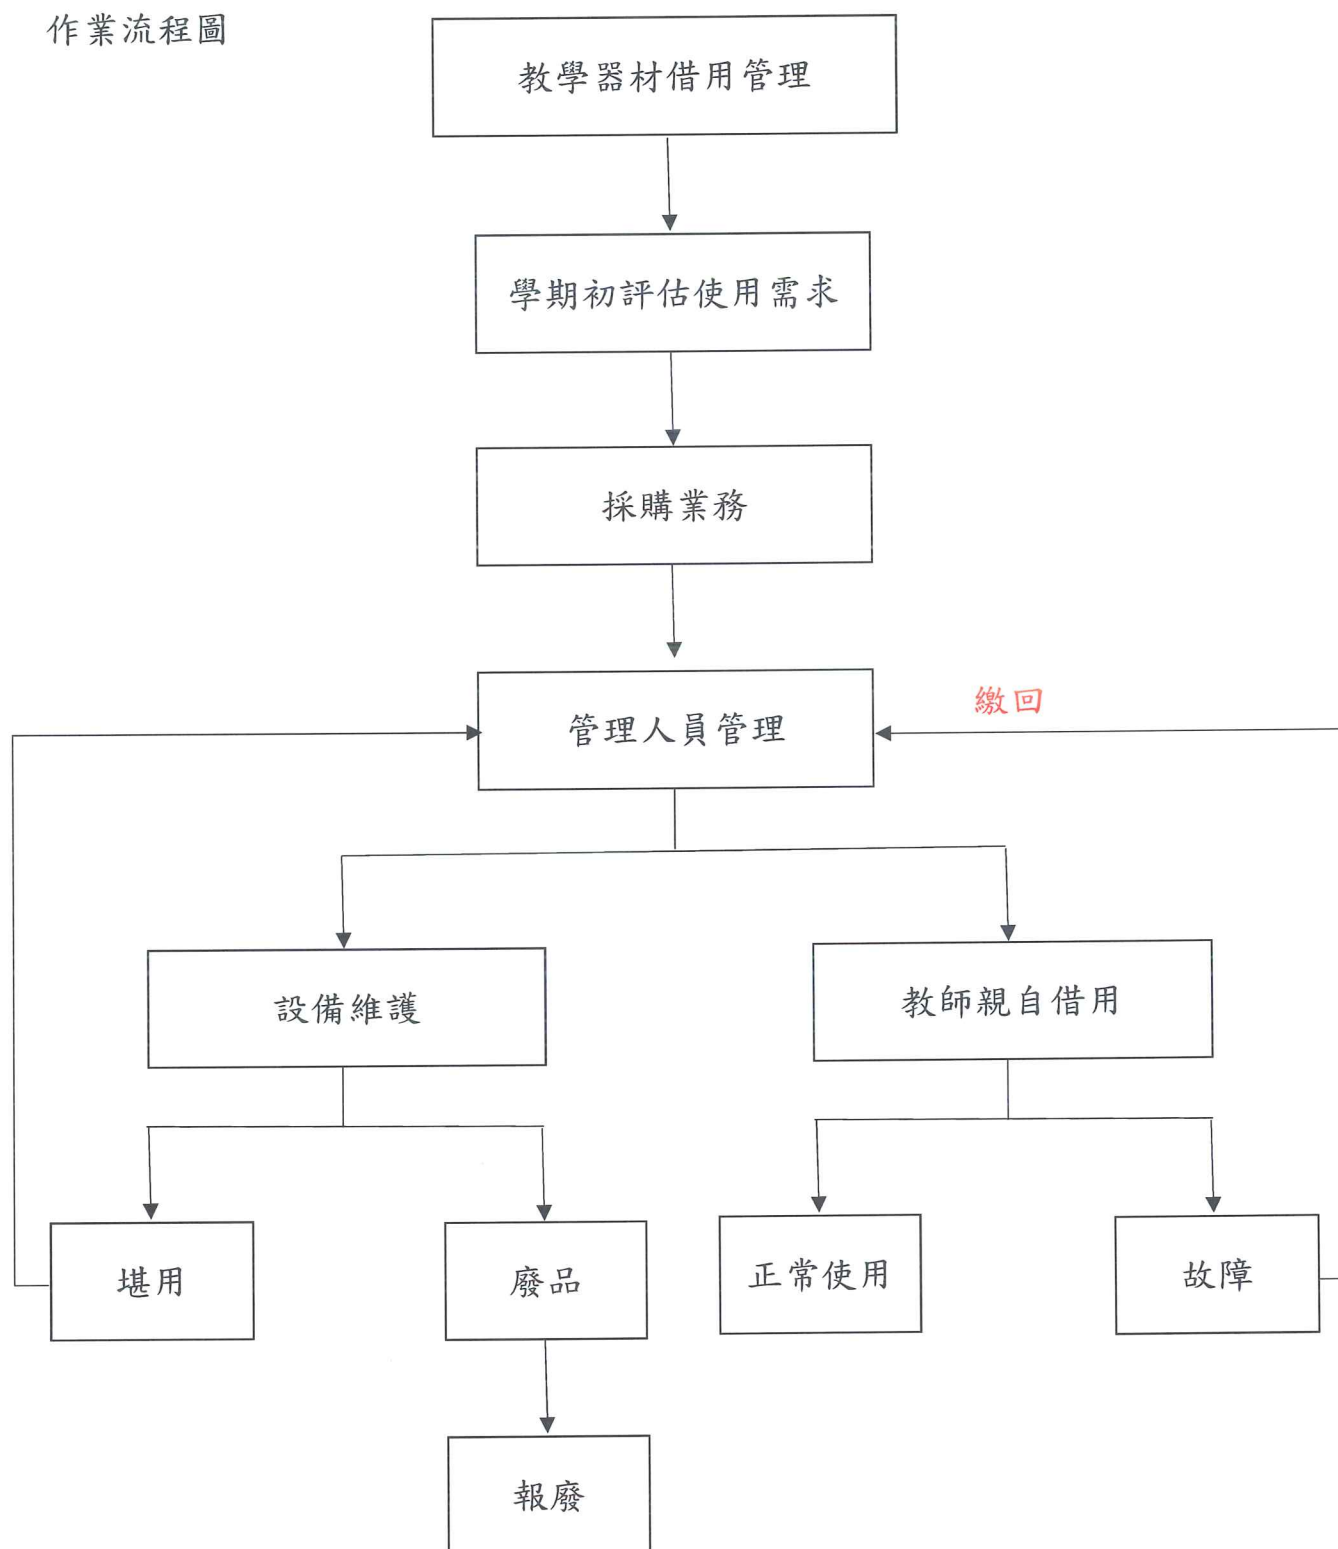 作業流程圖
教學器材借用管理
學期初評估使用需求
採購業務
管理人員管理
繳回
設備維護
教師親自借用
堪用
廢品
正常使用
故障
報廢